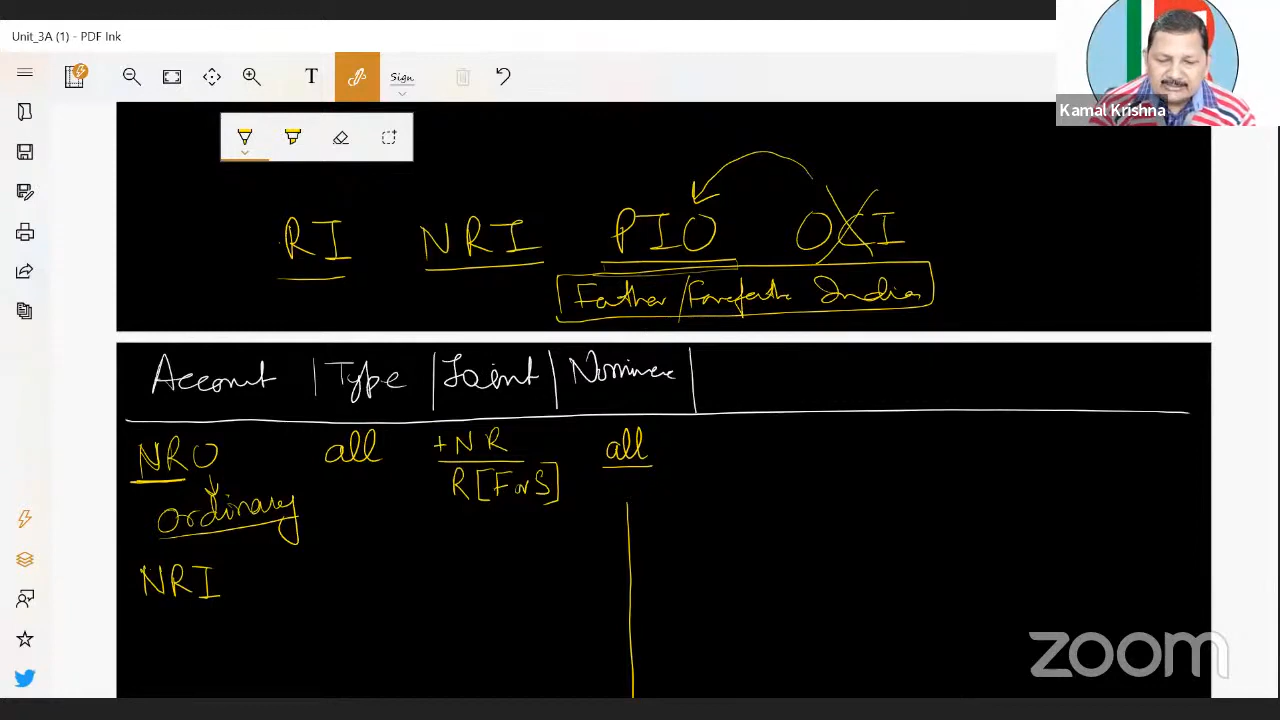 Unit_3A (1) - PDF Ink
T Sign
Kamal Krishna
RI NRI PIO OCI
Father/Forefathe Indian
Account | Type | Joint | Nominee |
NRO all +NR all
R[F or S]
ordinary
NRI
zoom